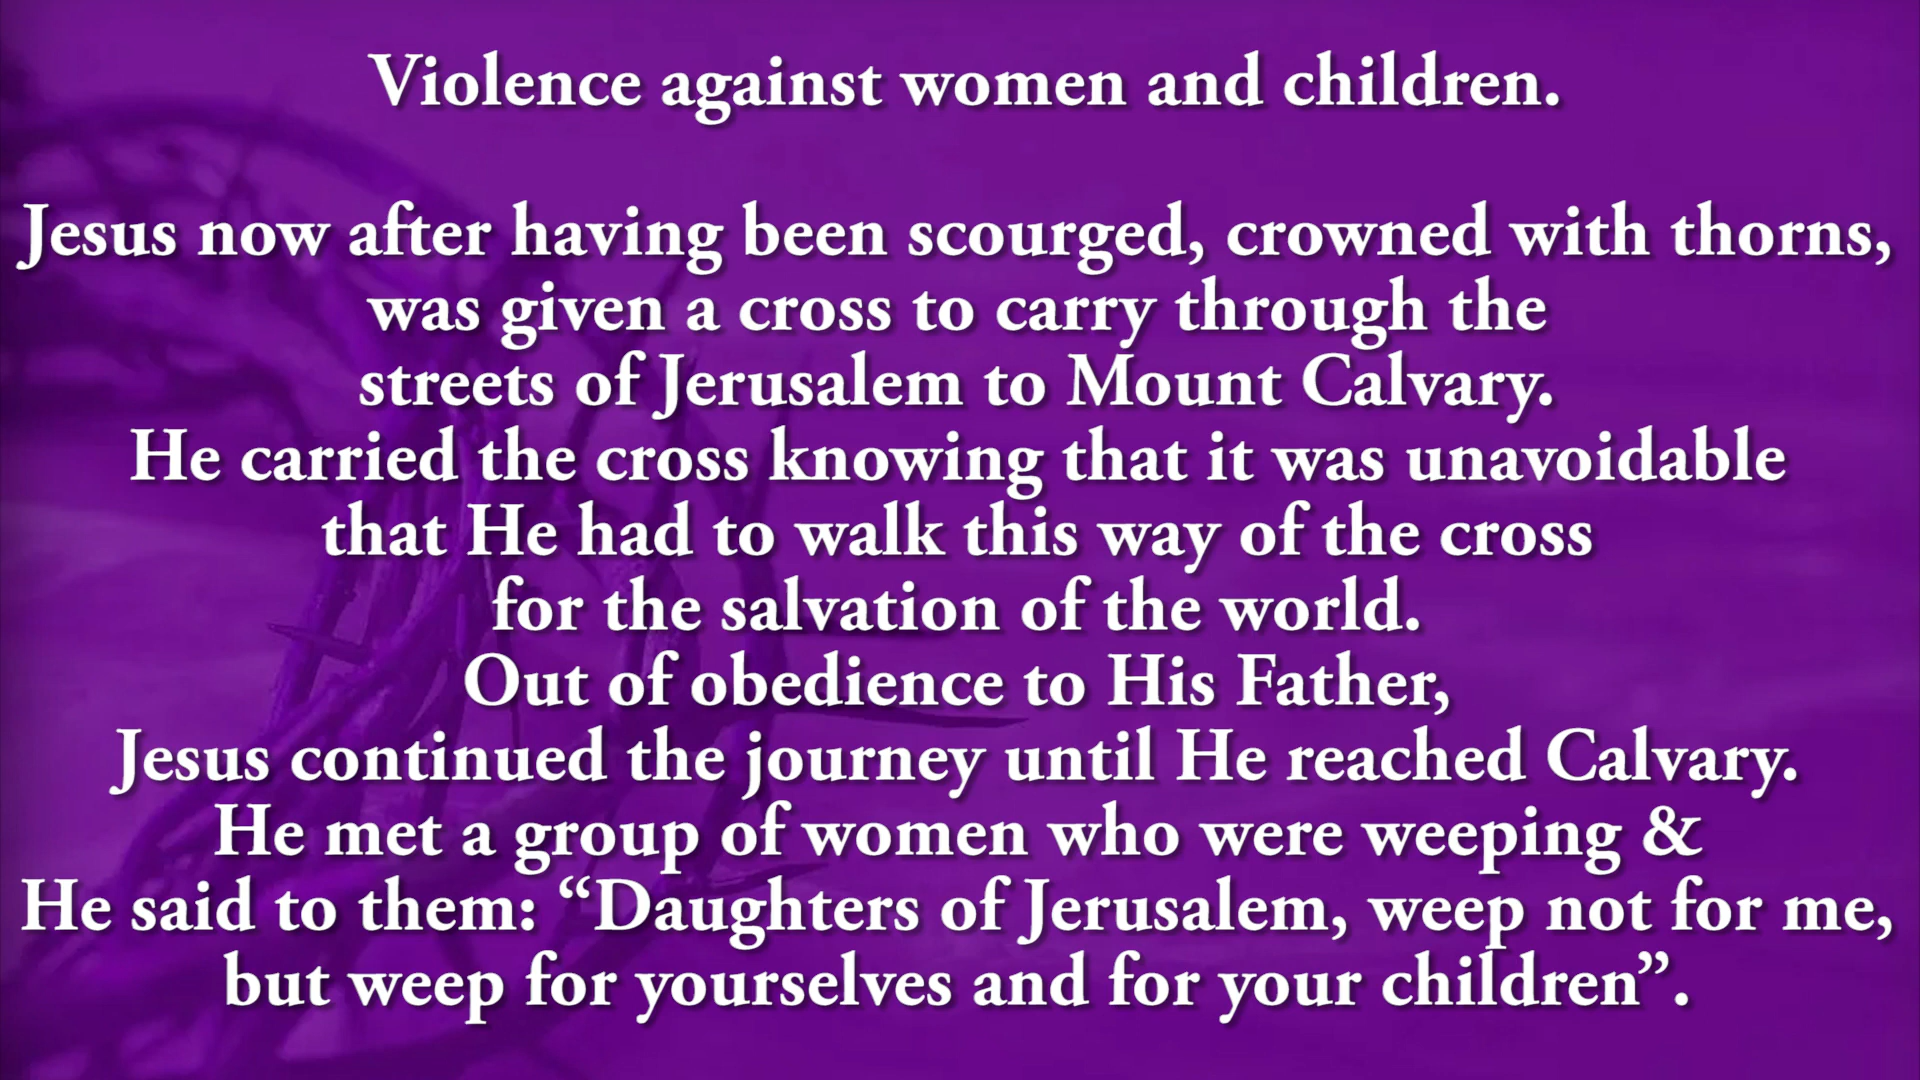 Violence against women and children.
Jesus now after having been scourged, crowned with thorns,
was given a cross to carry through the
streets of Jerusalem to Mount Calvary.
He carried the cross knowing that it was unavoidable
that He had to walk this way of the cross
for the salvation of the world.
Out of obedience to His Father,
Jesus continued the journey until He reached Calvary.
He met a group of women who were weeping &
He said to them: “Daughters of Jerusalem, weep not for me,
but weep for yourselves and for your children”.